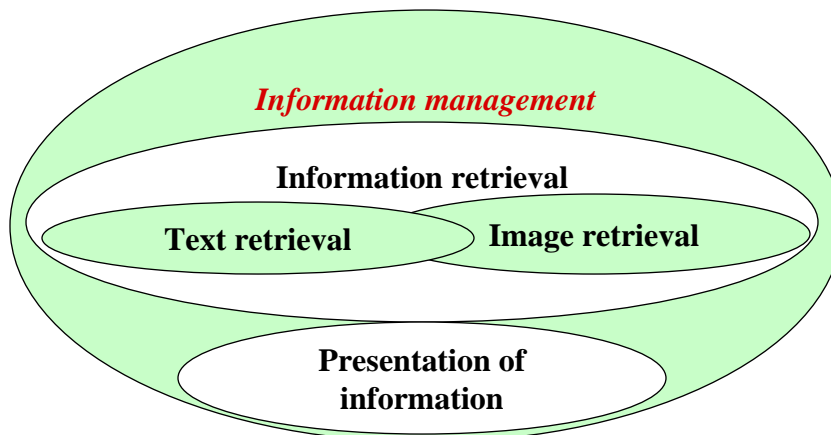 Information management
Information retrieval
Text retrieval
Image retrieval
Presentation of
information